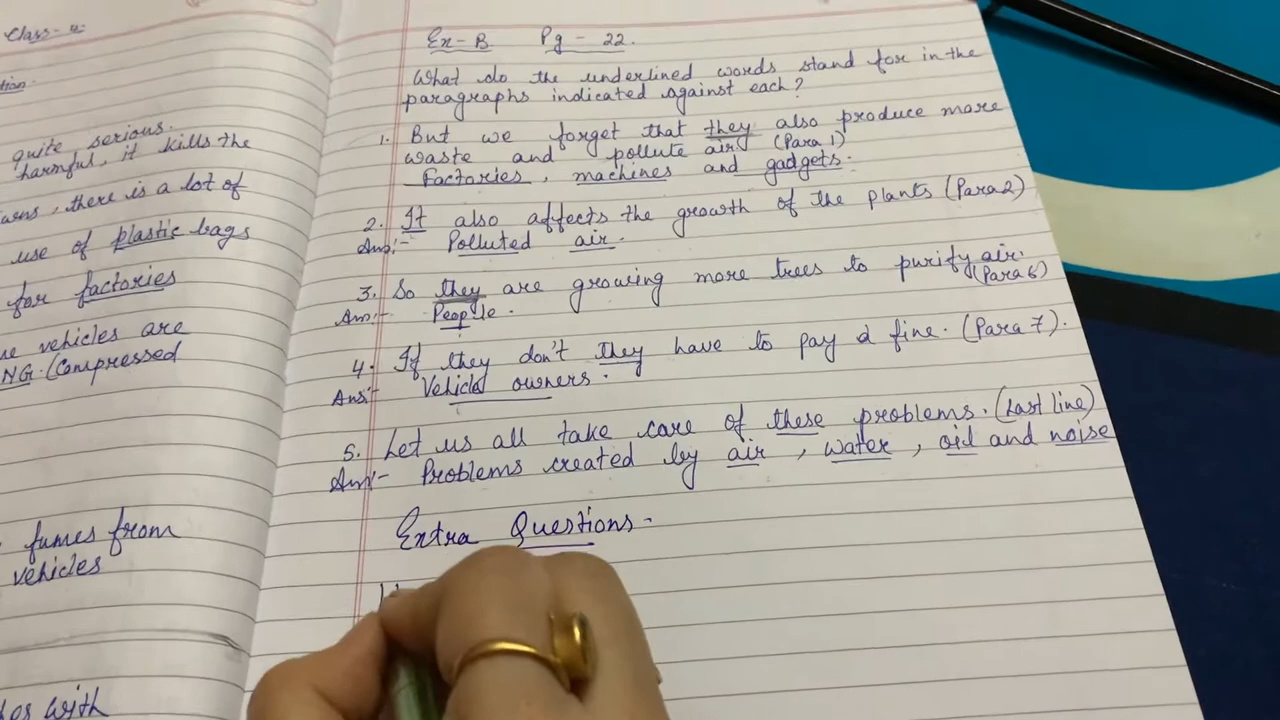 Class- 4
quite serious.
harmful, it kills the
, there is a lot of
use of plastic bags
for factories
vehicles are
NG. (Compressed
fumes from
vehicles
with
Ex-B Pg - 22.
What do the underlined words stand for in the
paragraphs indicated against each?
1. But we forget that they also produce more
waste and pollute air (Para 1)
Factories, machines and gadgets.
2. It also affects the growth of the plants (Para 2)
Ans:- Polluted air.
3. So they are growing more trees to purify air.
(Para 6)
Ans:- People.
4. If they don't they have to pay a fine. (Para 7).
Ans:- Vehicle owners.
5. Let us all take care of these problems. (Last line)
Ans:- Problems created by air, water, oil and noise
Extra Questions.